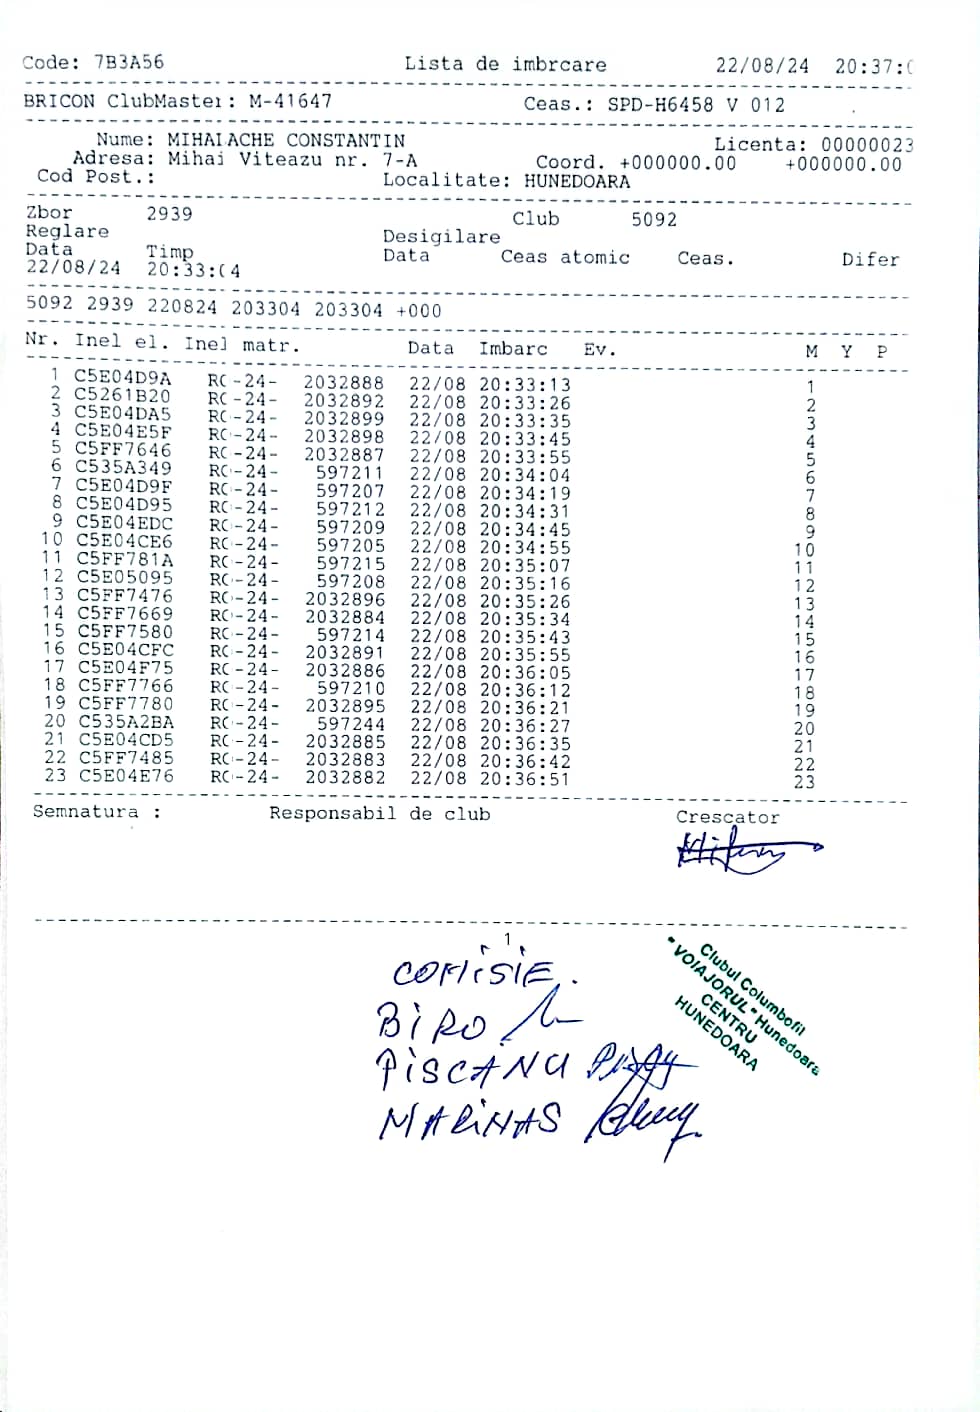 Code: 7B3A56 Lista de imbrcare 22/08/24 20:37:0
BRICON ClubMaster: M-41647 Ceas.: SPD-H6458 V 012
Nume: MIHALACHE CONSTANTIN Licenta: 00000023
Adresa: Mihai Viteazu nr. 7-A Coord. +000000.00 +000000.00
Cod Post.: Localitate: HUNEDOARA
Zbor 2939 Club 5092
Reglare Desigilare
Data Timp Data Ceas atomic Ceas. Difer
22/08/24 20:33:04
5092 2939 220824 203304 203304 +000
Nr. Inel el. Inel matr. Data Imbarc Ev. M Y P
1 C5E04D9A RO-24- 2032888 22/08 20:33:13 1
2 C5261B20 RO-24- 2032892 22/08 20:33:26 2
3 C5E04DA5 RO-24- 2032899 22/08 20:33:35 3
4 C5E04E5F RO-24- 2032898 22/08 20:33:45 4
5 C5FF7646 RO-24- 2032887 22/08 20:33:55 5
6 C535A349 RO-24- 597211 22/08 20:34:04 6
7 C5E04D9F RO-24- 597207 22/08 20:34:19 7
8 C5E04D95 RO-24- 597212 22/08 20:34:31 8
9 C5E04EDC RO-24- 597209 22/08 20:34:45 9
10 C5E04CE6 RO-24- 597205 22/08 20:34:55 10
11 C5FF781A RO-24- 597215 22/08 20:35:07 11
12 C5E05095 RO-24- 597208 22/08 20:35:16 12
13 C5FF7476 RO-24- 2032896 22/08 20:35:26 13
14 C5FF7669 RO-24- 2032884 22/08 20:35:34 14
15 C5FF7580 RO-24- 597214 22/08 20:35:43 15
16 C5E04CFC RO-24- 2032891 22/08 20:35:55 16
17 C5E04F75 RO-24- 2032886 22/08 20:36:05 17
18 C5FF7766 RO-24- 597210 22/08 20:36:12 18
19 C5FF7780 RO-24- 2032895 22/08 20:36:21 19
20 C535A2BA RO-24- 597244 22/08 20:36:27 20
21 C5E04CD5 RO-24- 2032885 22/08 20:36:35 21
22 C5FF7485 RO-24- 2032883 22/08 20:36:42 22
23 C5E04E76 RO-24- 2032882 22/08 20:36:51 23
Semnatura : Responsabil de club Crescator
1
COMISIE.
BIRO
PISCANU
MARINAS
Clubul Columbofil
"VOIAJORUL" Hunedoara
CENTRU
HUNEDOARA